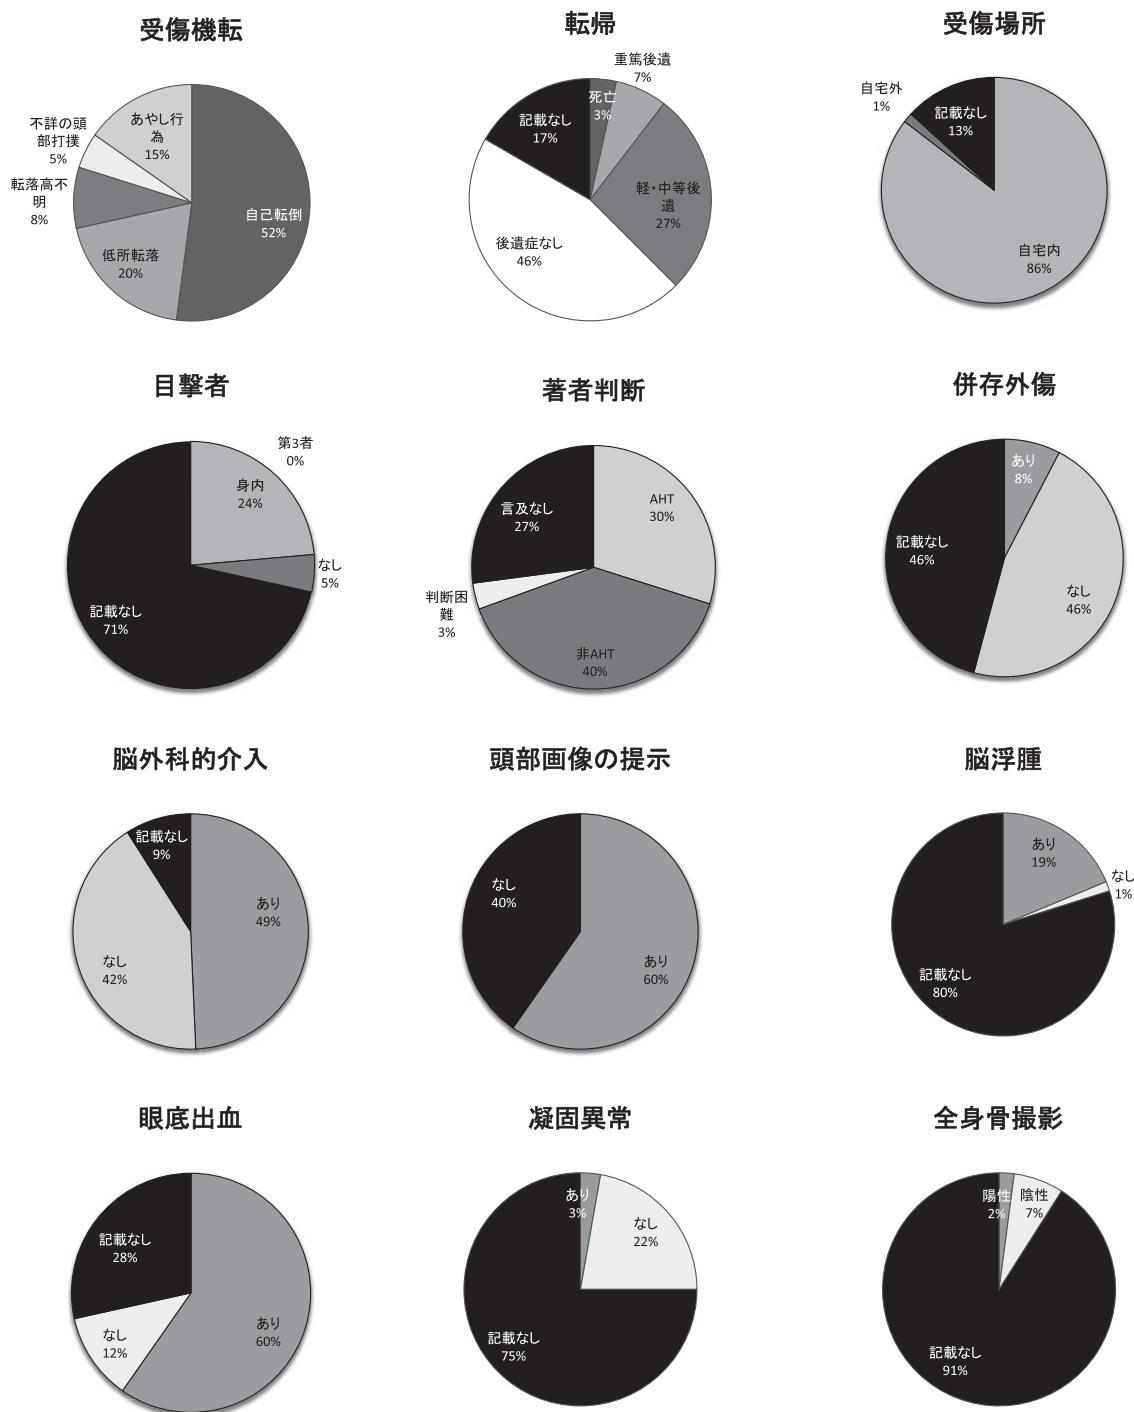 受傷機転
あやし行
為
15%
不詳の頭
部打撲
5%
転落高不
明
8%
低所転落
20%
自己転倒
52%
転帰
重篤後遺
7%
死亡
3%
記載なし
17%
軽・中等後
遺
27%
後遺症なし
46%
受傷場所
自宅外
1%
記載なし
13%
自宅内
86%
目撃者
第3者
0%
身内
24%
なし
5%
記載なし
71%
著者判断
AHT
30%
言及なし
27%
判断困
難
3%
非AHT
40%
併存外傷
あり
8%
記載なし
46%
なし
46%
脳外科的介入
記載なし
9%
あり
49%
なし
42%
頭部画像の提示
なし
40%
あり
60%
脳浮腫
あり
19%
なし
1%
記載なし
80%
眼底出血
記載なし
28%
なし
12%
あり
60%
凝固異常
あり
3%
なし
22%
記載なし
75%
全身骨撮影
陽性
2%
陰性
7%
記載なし
91%